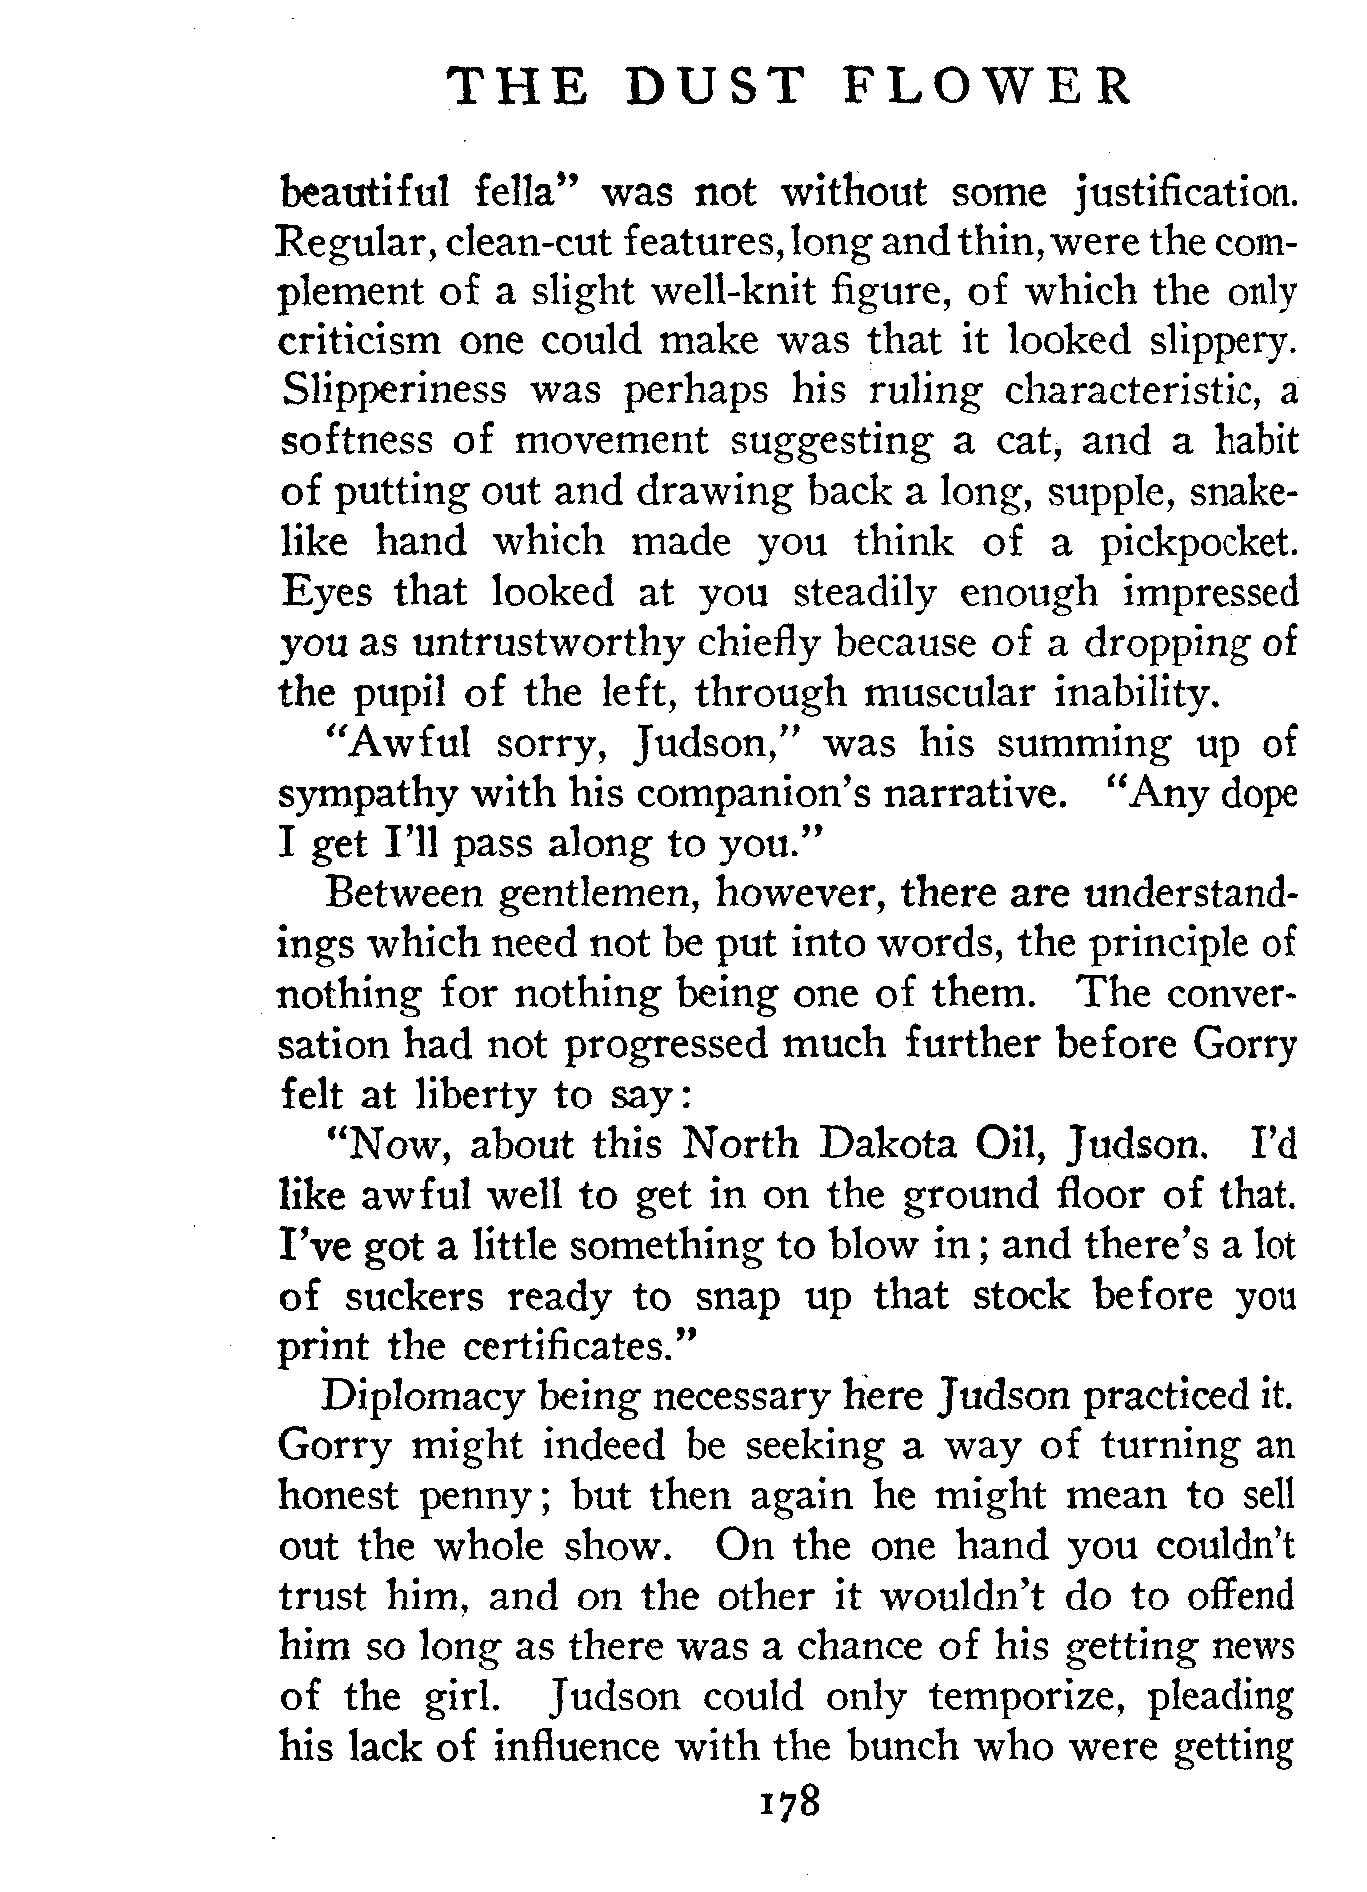 THE DUST FLOWER
beautiful fella" was not without some justification.
Regular, clean-cut features, long and thin, were the com-
plement of a slight well-knit figure, of which the only
criticism one could make was that it looked slippery.
Slipperiness was perhaps his ruling characteristic, a
softness of movement suggesting a cat, and a habit
of putting out and drawing back a long, supple, snake-
like hand which made you think of a pickpocket.
Eyes that looked at you steadily enough impressed
you as untrustworthy chiefly because of a dropping of
the pupil of the left, through muscular inability.
"Awful sorry, Judson," was his summing up of
sympathy with his companion's narrative. "Any dope
I get I'll pass along to you."
Between gentlemen, however, there are understand-
ings which need not be put into words, the principle of
nothing for nothing being one of them. The conver-
sation had not progressed much further before Gorry
felt at liberty to say:
"Now, about this North Dakota Oil, Judson. I'd
like awful well to get in on the ground floor of that.
I've got a little something to blow in; and there's a lot
of suckers ready to snap up that stock before you
print the certificates."
Diplomacy being necessary here Judson practiced it.
Gorry might indeed be seeking a way of turning an
honest penny; but then again he might mean to sell
out the whole show. On the one hand you couldn't
trust him, and on the other it wouldn't do to offend
him so long as there was a chance of his getting news
of the girl. Judson could only temporize, pleading
his lack of influence with the bunch who were getting
178